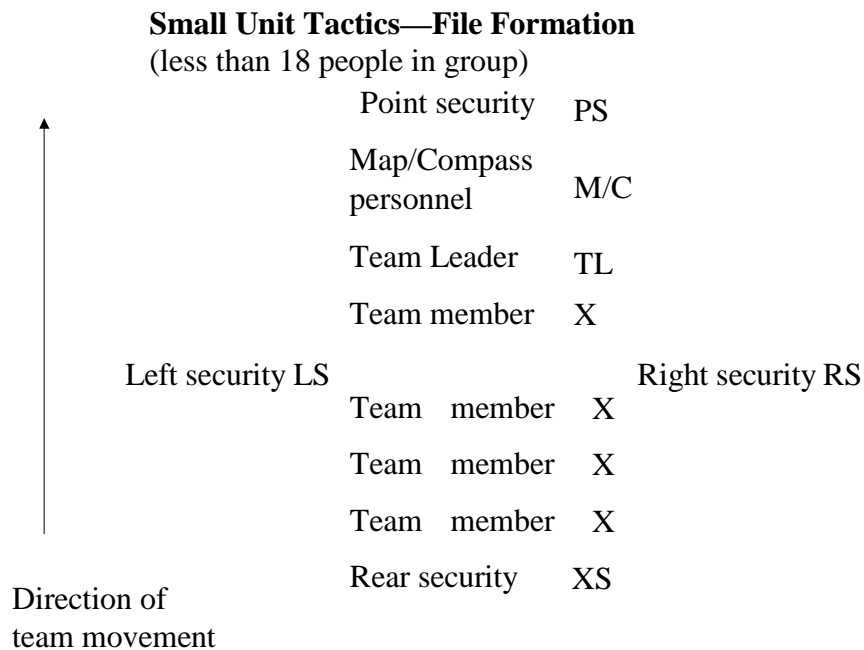 Small Unit Tactics—File Formation
(less than 18 people in group)
Point security PS
Map/Compass
personnel M/C
Team Leader TL
Team member X
Left security LS Right security RS
Team member X
Team member X
Team member X
Rear security XS
Direction of
team movement